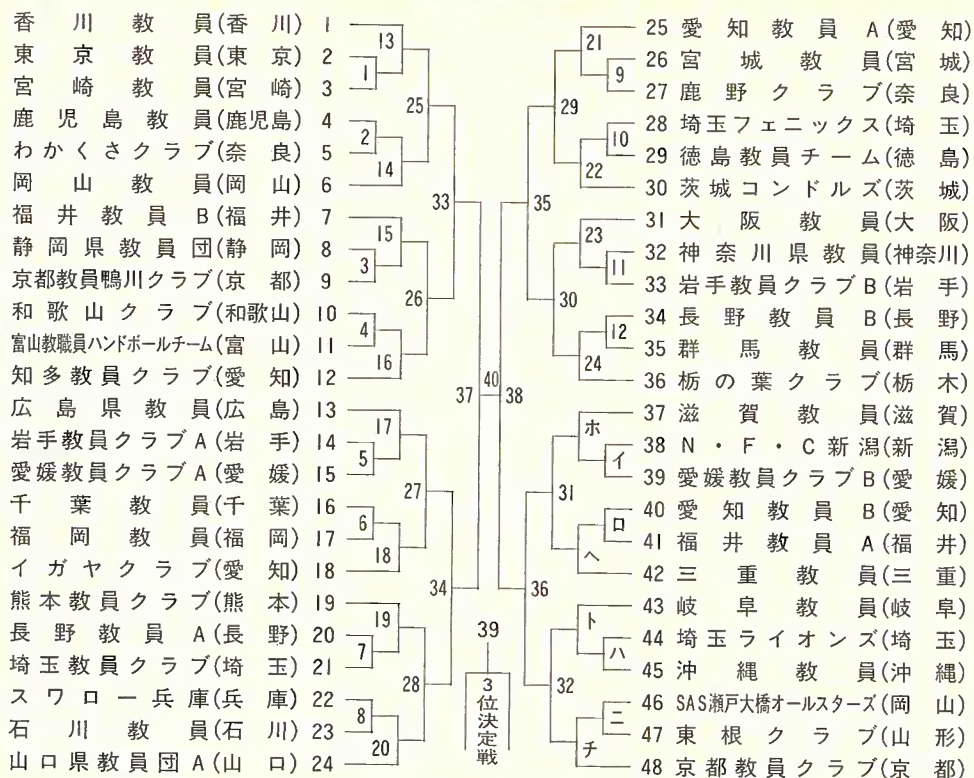 香川教員(香川) 1
東京教員(東京) 2
宮崎教員(宮崎) 3
鹿児島教員(鹿児島) 4
わかくさクラブ(奈良) 5
岡山教員(岡山) 6
福井教員B(福井) 7
静岡県教員団(静岡) 8
京都教員鴨川クラブ(京都) 9
和歌山クラブ(和歌山) 10
富山教職員ハンドボールチーム(富山) 11
知多教員クラブ(愛知) 12
広島県教員(広島) 13
岩手教員クラブA(岩手) 14
愛媛教員クラブA(愛媛) 15
千葉教員(千葉) 16
福岡教員(福岡) 17
イガヤクラブ(愛知) 18
熊本教員クラブ(熊本) 19
長野教員A(長野) 20
埼玉教員クラブ(埼玉) 21
スワロー兵庫(兵庫) 22
石川教員(石川) 23
山口県教員団A(山口) 24
13
1
2
14
15
3
4
16
17
5
6
18
19
7
8
20
25
26
27
28
33
34
37
40
38
39
3位決定戦
35
36
29
30
31
32
21
9
10
22
23
11
12
24
ホ
イ
ロ
ヘ
ト
ハ
ニ
チ
25 愛知教員A(愛知)
26 宮城教員(宮城)
27 鹿野クラブ(奈良)
28 埼玉フェニックス(埼玉)
29 徳島教員チーム(徳島)
30 茨城コンドルズ(茨城)
31 大阪教員(大阪)
32 神奈川県教員(神奈川)
33 岩手教員クラブB(岩手)
34 長野教員B(長野)
35 群馬教員(群馬)
36 栃の葉クラブ(栃木)
37 滋賀教員(滋賀)
38 N・F・C新潟(新潟)
39 愛媛教員クラブB(愛媛)
40 愛知教員B(愛知)
41 福井教員A(福井)
42 三重教員(三重)
43 岐阜教員(岐阜)
44 埼玉ライオンズ(埼玉)
45 沖縄教員(沖縄)
46 SAS瀬戸大橋オールスターズ(岡山)
47 東根クラブ(山形)
48 京都教員クラブ(京都)